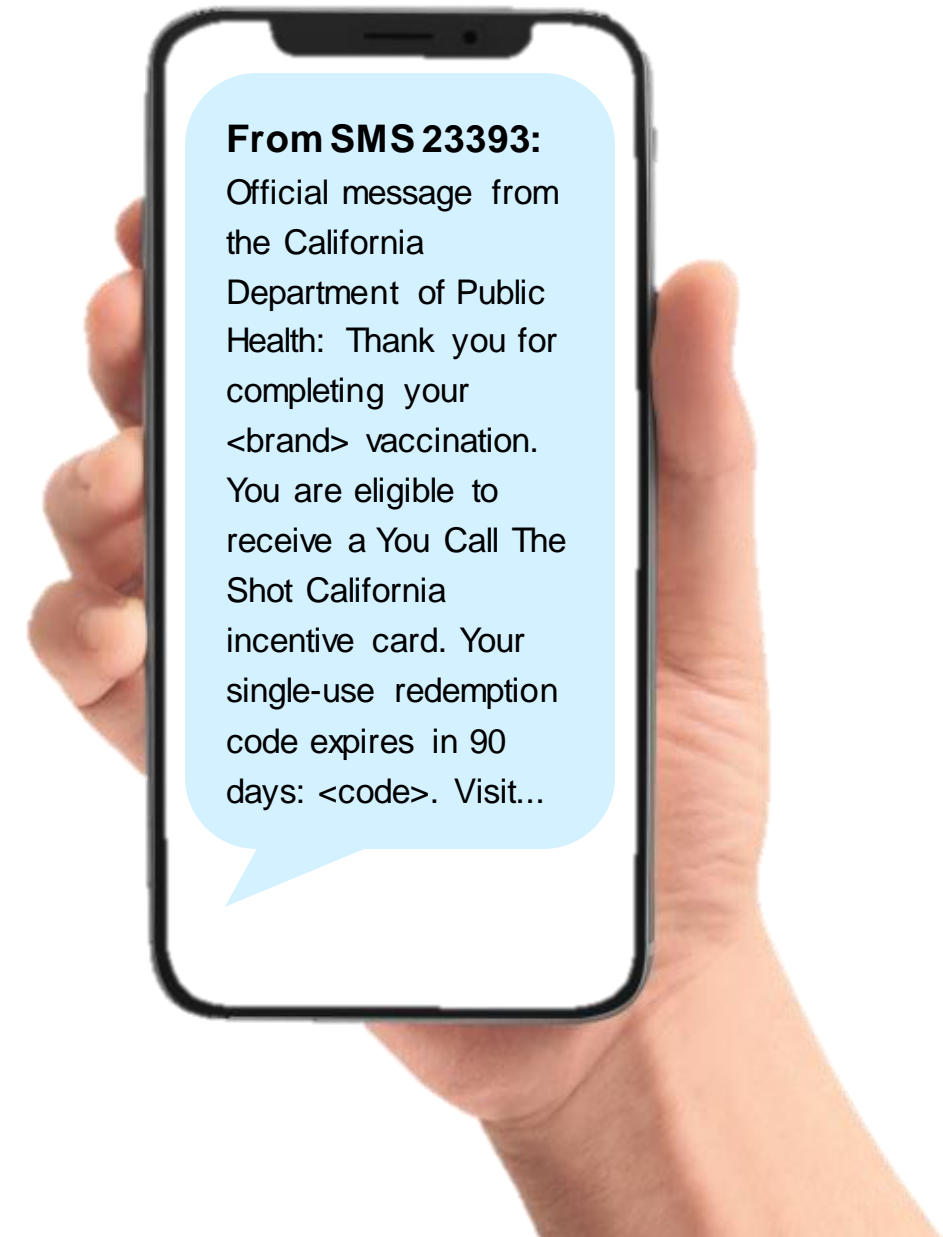 From SMS 23393:
Official message from
the California
Department of Public
Health: Thank you for
completing your
<brand> vaccination.
You are eligible to
receive a You Call The
Shot California
incentive card. Your
single-use redemption
code expires in 90
days: <code>. Visit...